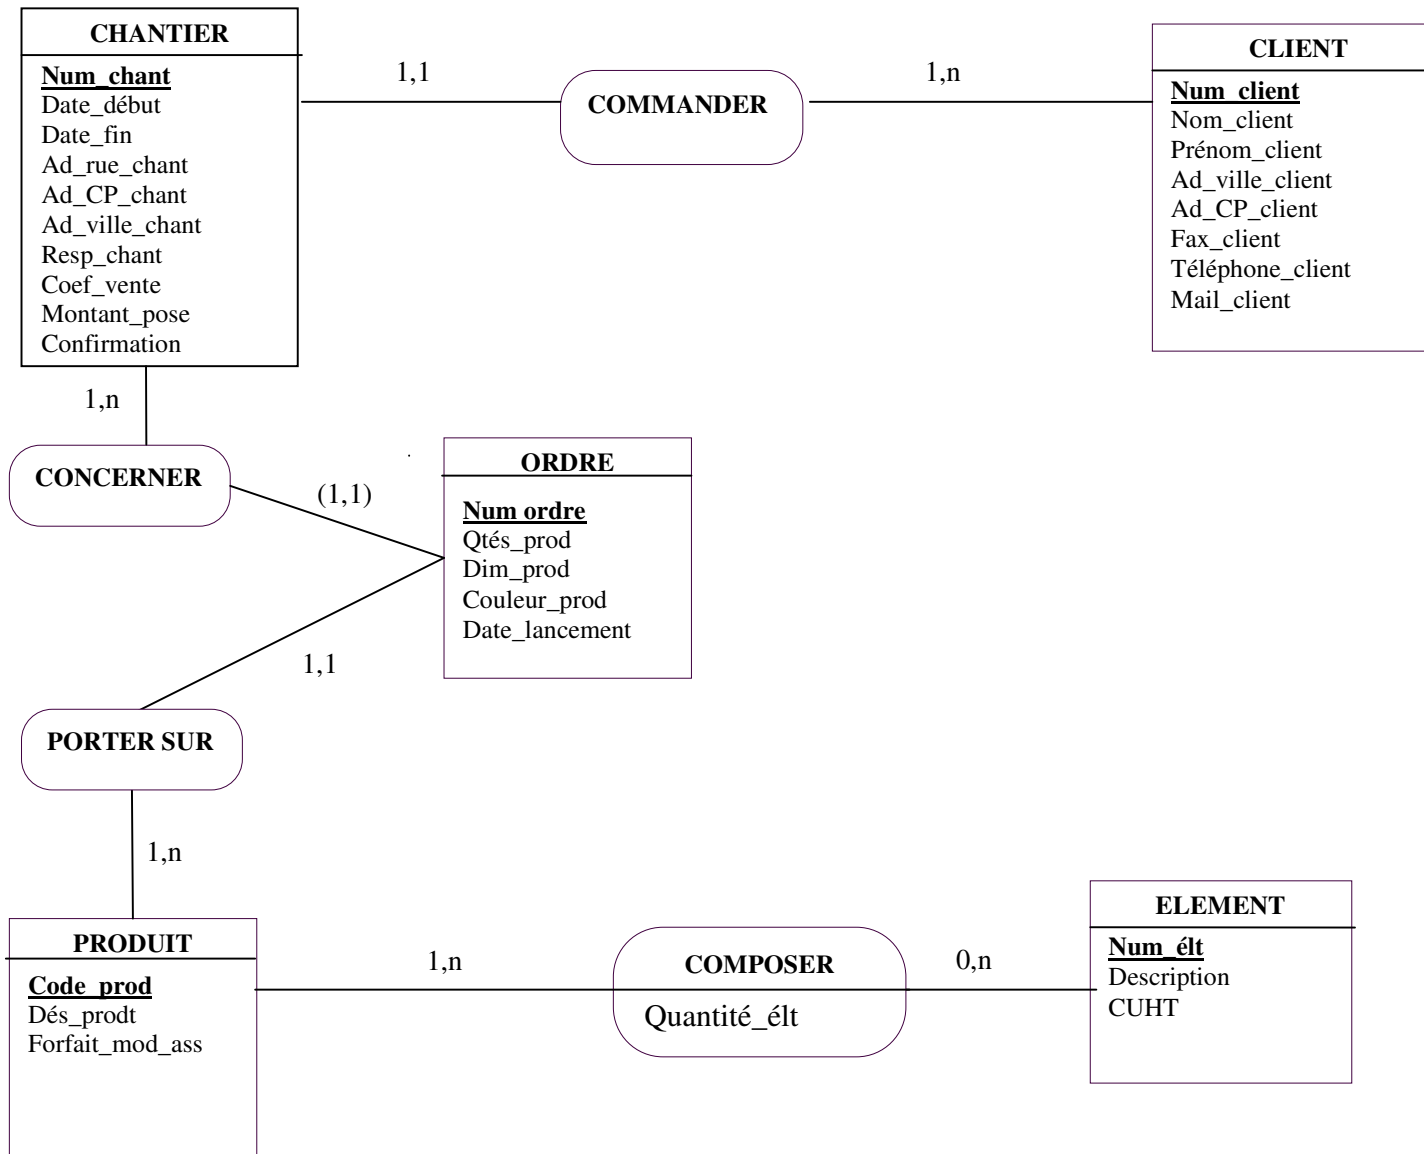 CHANTIER
Num_chant
Date_début
Date_fin
Ad_rue_chant
Ad_CP_chant
Ad_ville_chant
Resp_chant
Coef_vente
Montant_pose
Confirmation
1,1
COMMANDER
1,n
CLIENT
Num_client
Nom_client
Prénom_client
Ad_ville_client
Ad_CP_client
Fax_client
Téléphone_client
Mail_client
1,n
CONCERNER
(1,1)
ORDRE
Num ordre
Qtés_prod
Dim_prod
Couleur_prod
Date_lancement
1,1
PORTER SUR
1,n
PRODUIT
Code_prod
Dés_prodt
Forfait_mod_ass
1,n
COMPOSER
Quantité_élt
0,n
ELEMENT
Num_élt
Description
CUHT